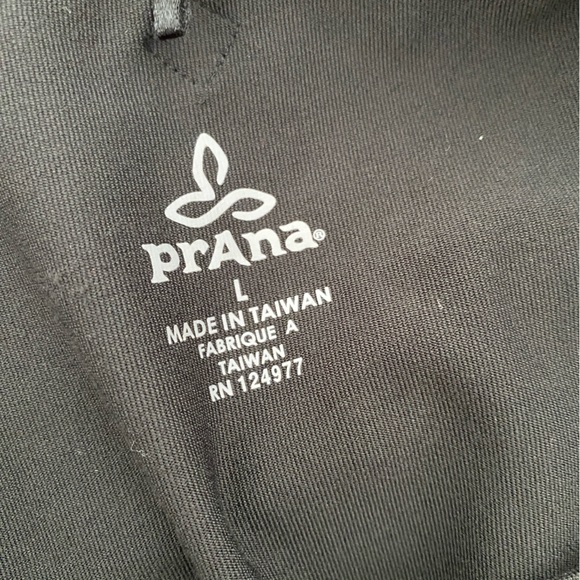 prAna®
L
MADE IN TAIWAN
FABRIQUE A
TAIWAN
RN 124977